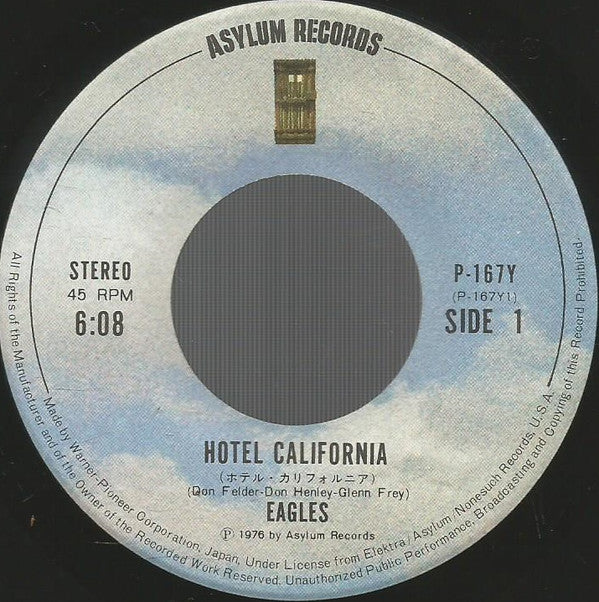 ASYLUM RECORDS
STEREO
45 RPM
6:08
P-167Y
(P-167Y1)
SIDE 1
HOTEL CALIFORNIA
(ホテル・カリフォルニア)
(Don Felder-Don Henley-Glenn Frey)
EAGLES
Ⓟ 1976 by Asylum Records
Made by Warner-Pioneer Corporation, Japan, Under License from Elektra/Asylum/Nonesuch Records, U.S.A.
All Rights of the Manufacturer and of the Owner of the Recorded Work Reserved. Unauthorized Public Performance, Broadcasting and Copying of this Record Prohibited.